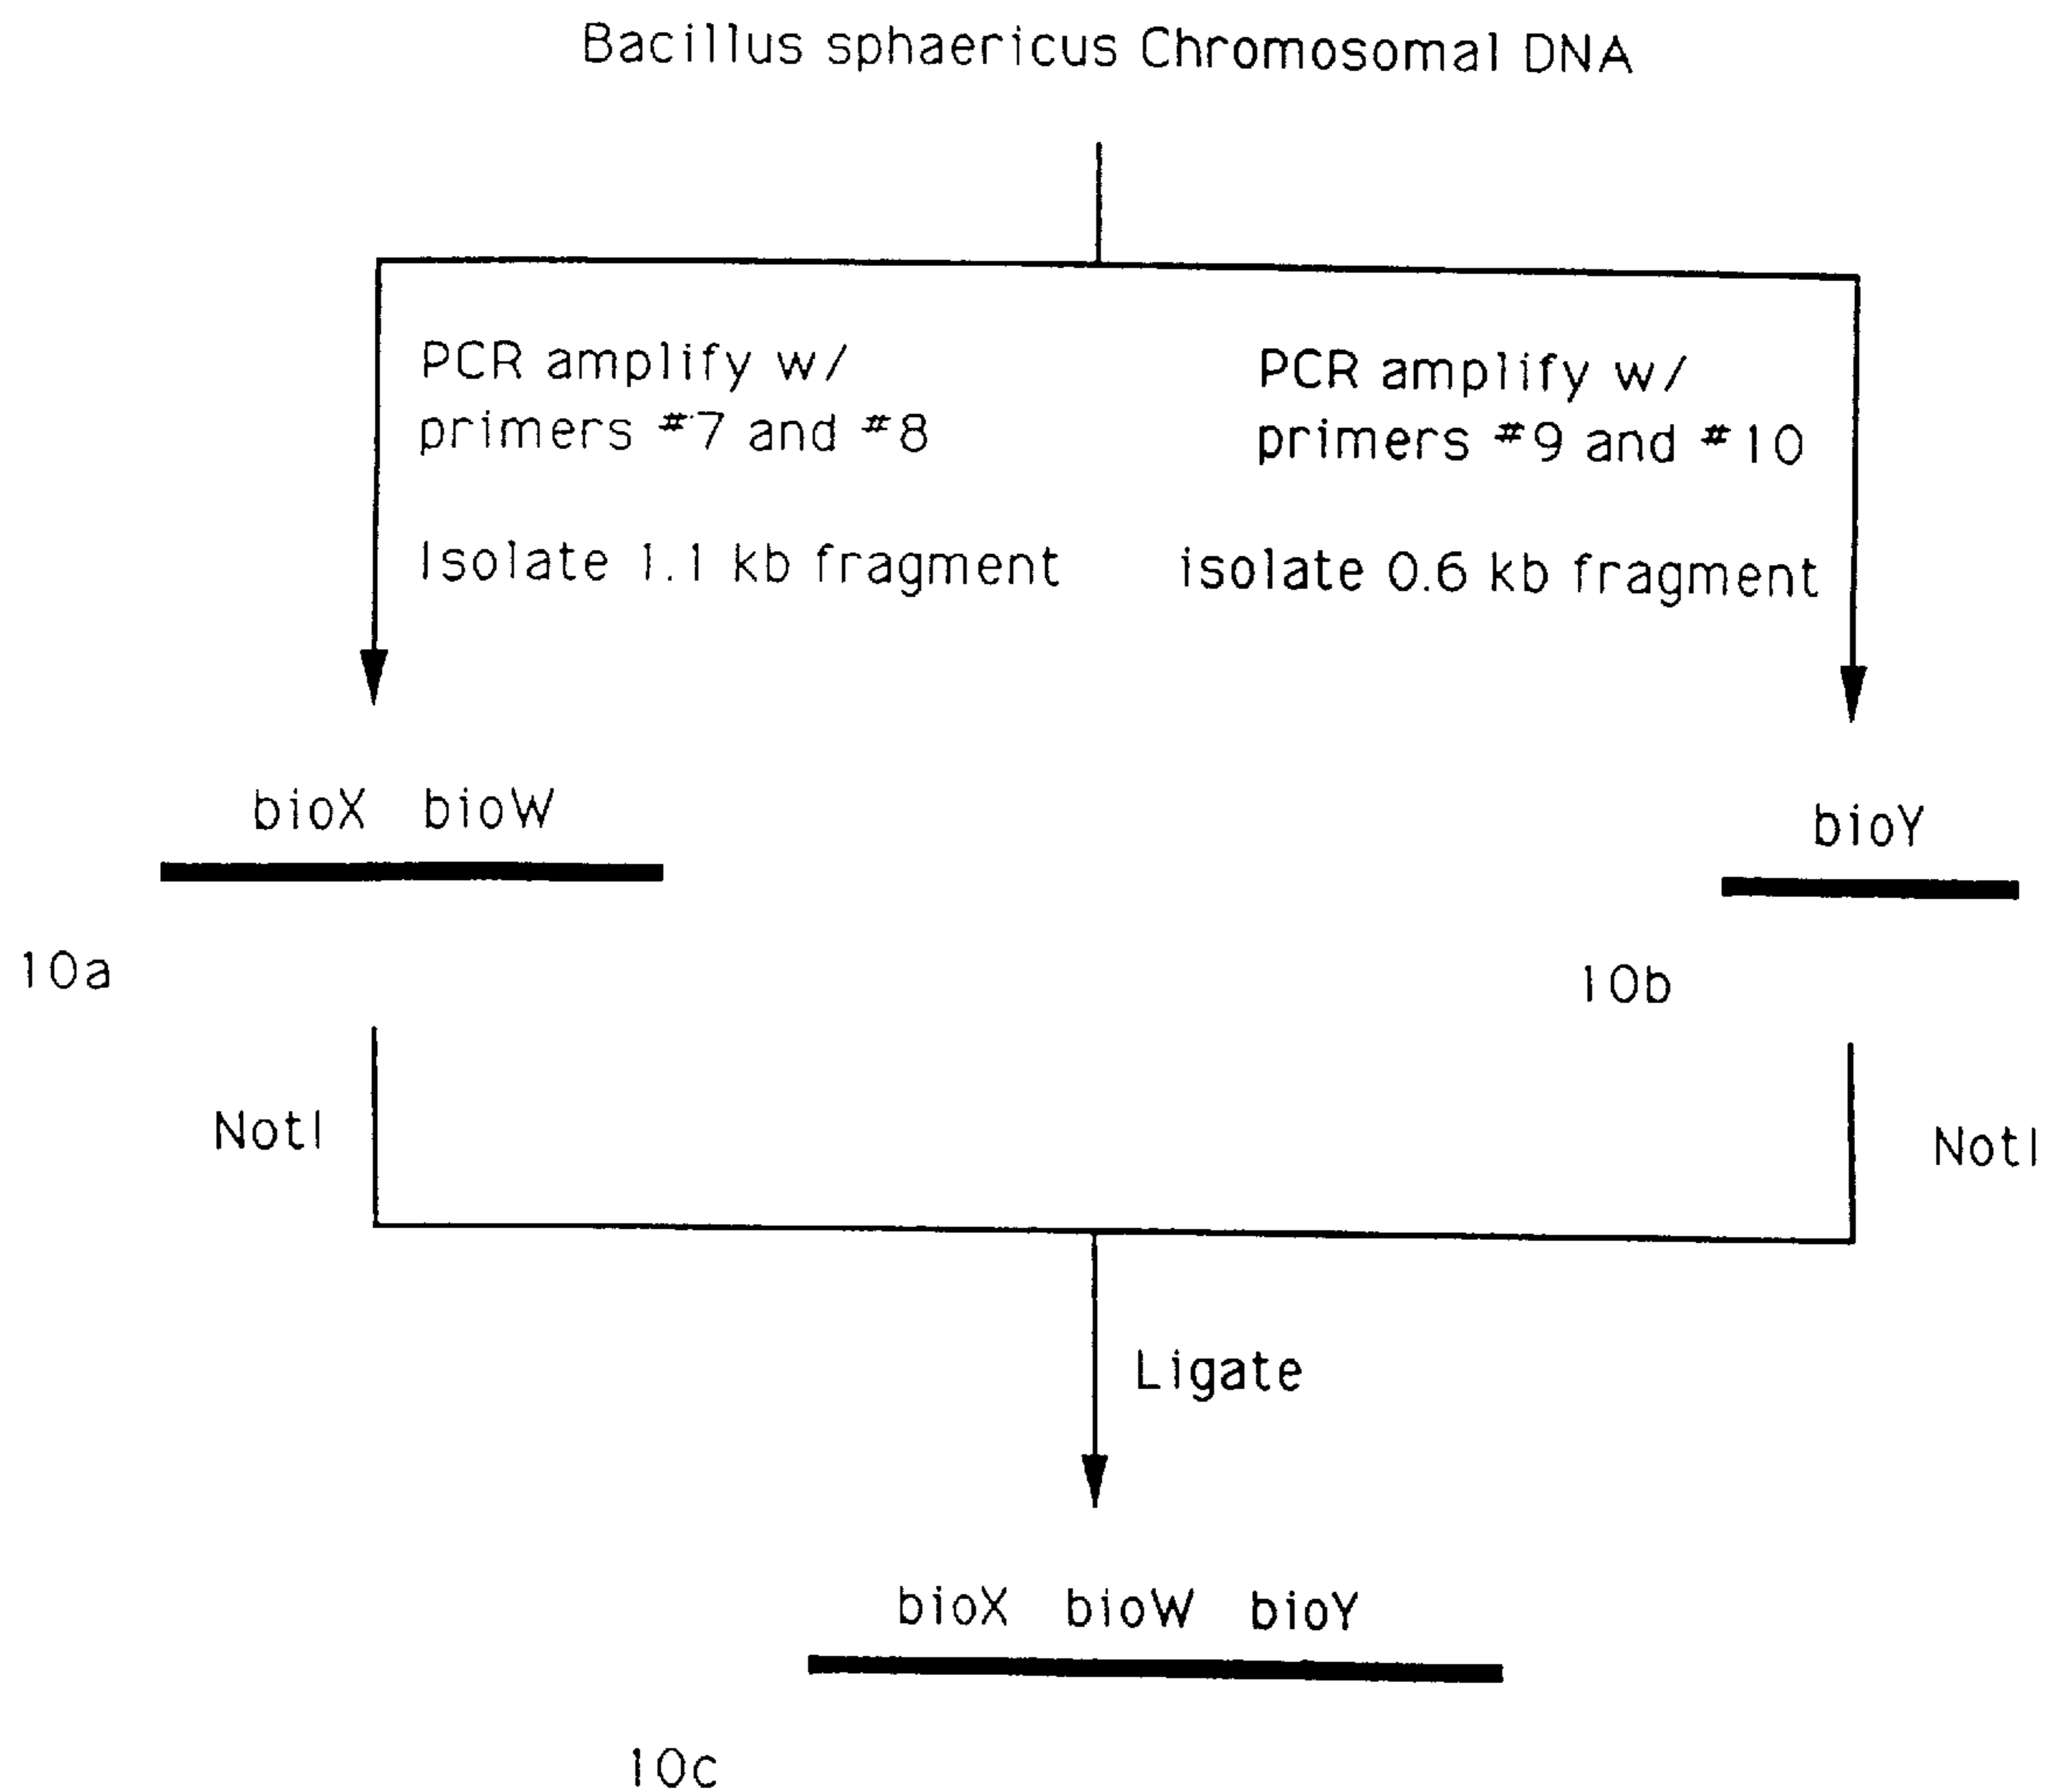 Bacillus sphaericus Chromosomal DNA
PCR amplify w/
primers #7 and #8
Isolate 1.1 kb fragment
PCR amplify w/
primers #9 and #10
isolate 0.6 kb fragment
bioX bioW
bioY
10a
10b
NotI
NotI
Ligate
bioX bioW bioY
10c